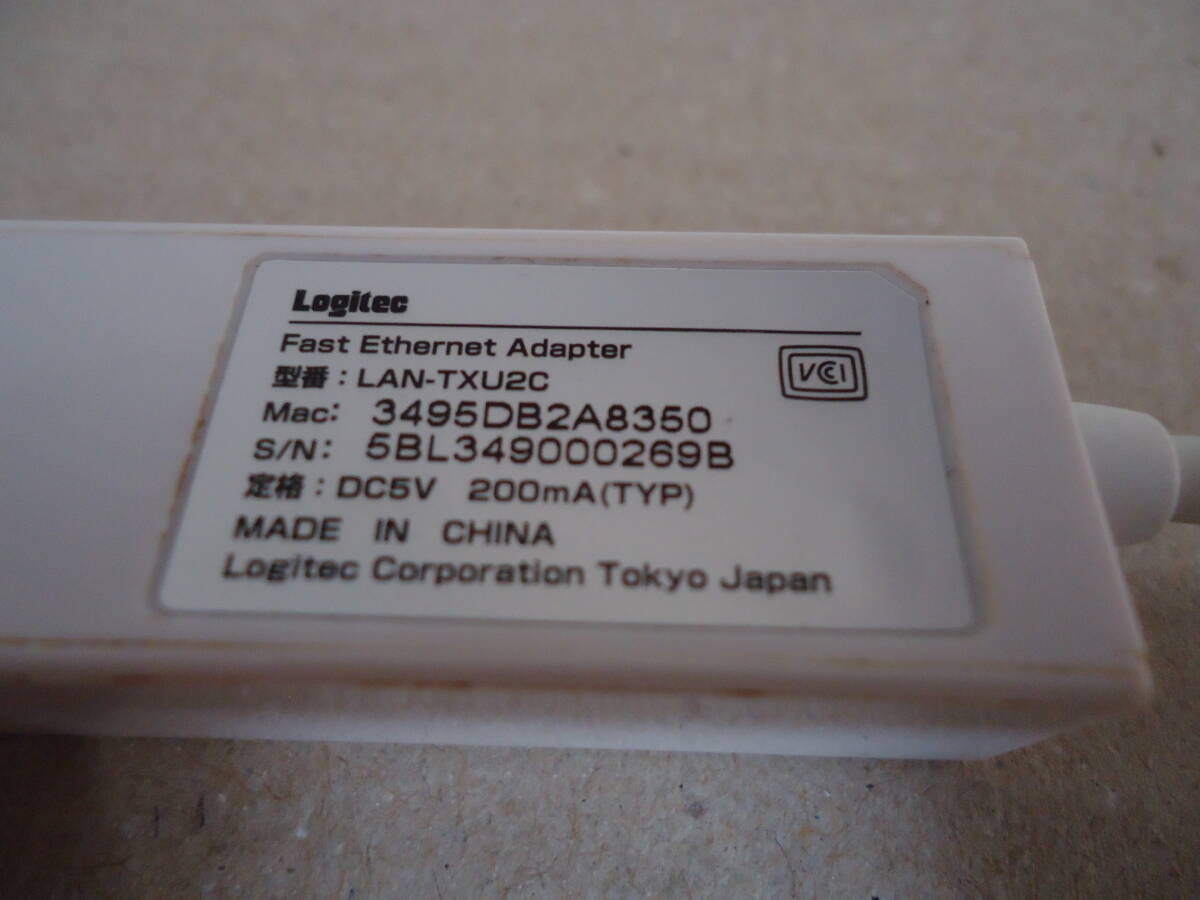 Logitec
Fast Ethernet Adapter
型番：LAN-TXU2C
VCCI
Mac: 3495DB2A8350
S/N: 5BL349000269B
定格：DC5V 200mA(TYP)
MADE IN CHINA
Logitec Corporation Tokyo Japan